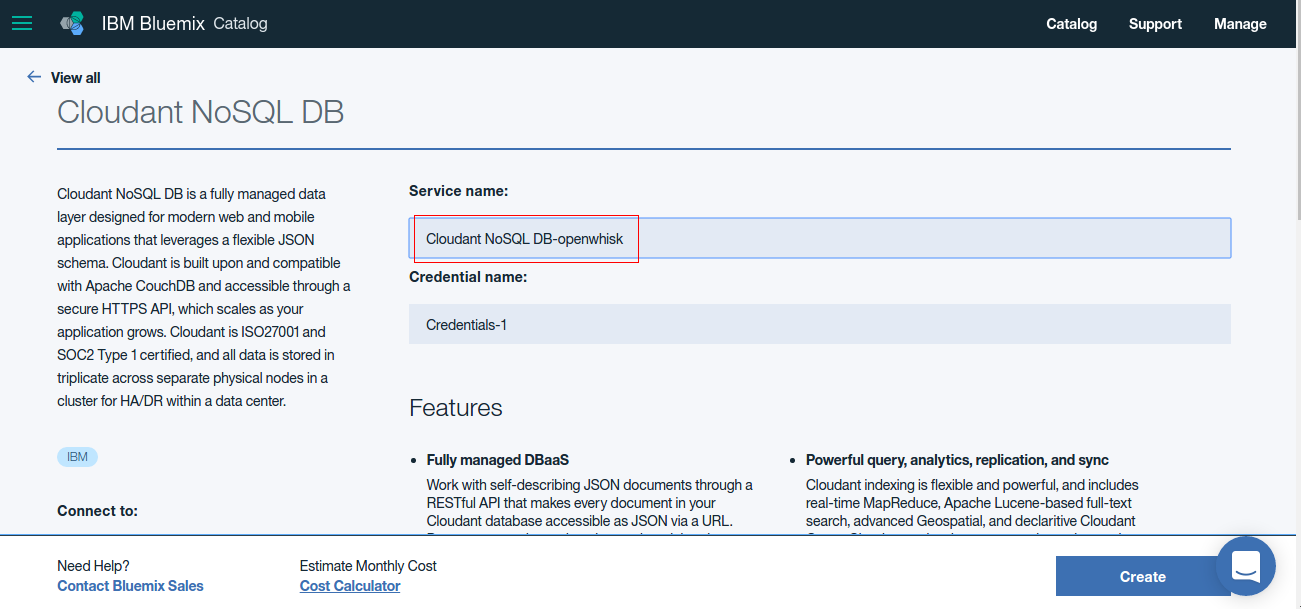 IBM Bluemix Catalog
Catalog Support Manage
View all
Cloudant NoSQL DB
Cloudant NoSQL DB is a fully managed data
layer designed for modern web and mobile
applications that leverages a flexible JSON
schema. Cloudant is built upon and compatible
with Apache CouchDB and accessible through a
secure HTTPS API, which scales as your
application grows. Cloudant is ISO27001 and
SOC2 Type 1 certified, and all data is stored in
triplicate across separate physical nodes in a
cluster for HA/DR within a data center.
IBM
Connect to:
Service name:
Cloudant NoSQL DB-openwhisk
Credential name:
Credentials-1
Features
Fully managed DBaaS
Work with self-describing JSON documents through a
RESTful API that makes every document in your
Cloudant database accessible as JSON via a URL.
Powerful query, analytics, replication, and sync
Cloudant indexing is flexible and powerful, and includes
real-time MapReduce, Apache Lucene-based full-text
search, advanced Geospatial, and declaritive Cloudant
Need Help?
Contact Bluemix Sales
Estimate Monthly Cost
Cost Calculator
Create